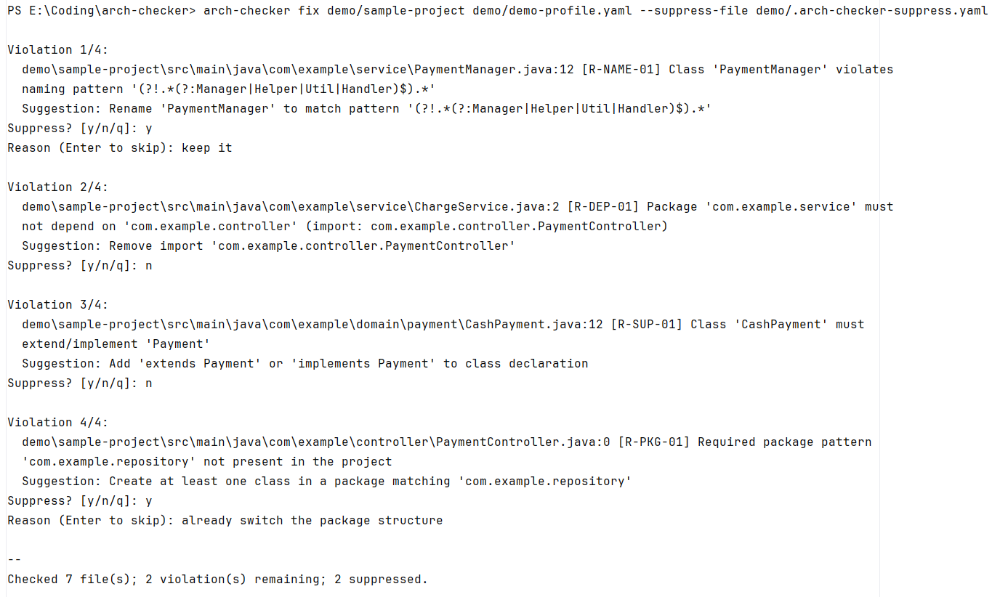 PS E:\Coding\arch-checker> arch-checker fix demo/sample-project demo/demo-profile.yaml --suppress-file demo/.arch-checker-suppress.yaml
Violation 1/4:
demo\sample-project\src\main\java\com\example\service\PaymentManager.java:12 [R-NAME-01] Class 'PaymentManager' violates
naming pattern '(?!.*(?:Manager|Helper|Util|Handler)$).*'
Suggestion: Rename 'PaymentManager' to match pattern '(?!.*(?:Manager|Helper|Util|Handler)$).*'
Suppress? [y/n/q]: y
Reason (Enter to skip): keep it
Violation 2/4:
demo\sample-project\src\main\java\com\example\service\ChargeService.java:2 [R-DEP-01] Package 'com.example.service' must
not depend on 'com.example.controller' (import: com.example.controller.PaymentController)
Suggestion: Remove import 'com.example.controller.PaymentController'
Suppress? [y/n/q]: n
Violation 3/4:
demo\sample-project\src\main\java\com\example\domain\payment\CashPayment.java:12 [R-SUP-01] Class 'CashPayment' must
extend/implement 'Payment'
Suggestion: Add 'extends Payment' or 'implements Payment' to class declaration
Suppress? [y/n/q]: n
Violation 4/4:
demo\sample-project\src\main\java\com\example\controller\PaymentController.java:0 [R-PKG-01] Required package pattern
'com.example.repository' not present in the project
Suggestion: Create at least one class in a package matching 'com.example.repository'
Suppress? [y/n/q]: y
Reason (Enter to skip): already switch the package structure
--
Checked 7 file(s); 2 violation(s) remaining; 2 suppressed.